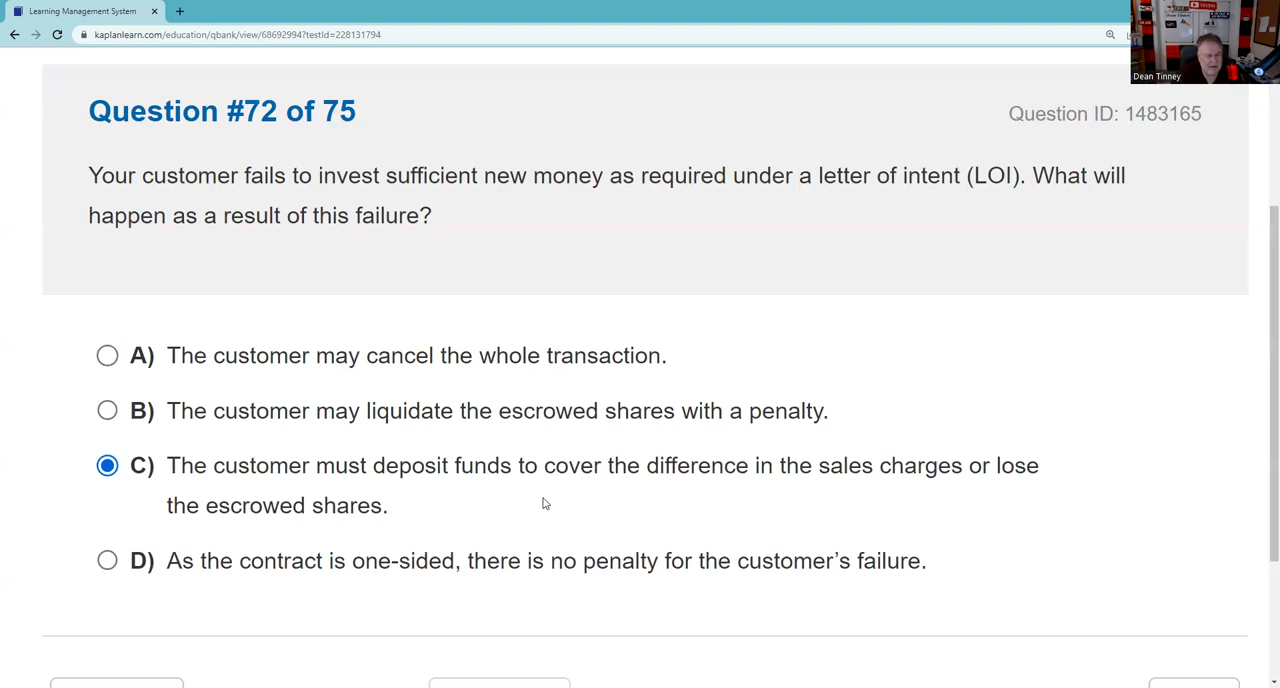 Learning Management System
kaplanlearn.com/education/qbank/view/68692994?testId=228131794
Dean Tinney
Question #72 of 75
Question ID: 1483165
Your customer fails to invest sufficient new money as required under a letter of intent (LOI). What will
happen as a result of this failure?
A) The customer may cancel the whole transaction.
B) The customer may liquidate the escrowed shares with a penalty.
C) The customer must deposit funds to cover the difference in the sales charges or lose
the escrowed shares.
D) As the contract is one-sided, there is no penalty for the customer’s failure.